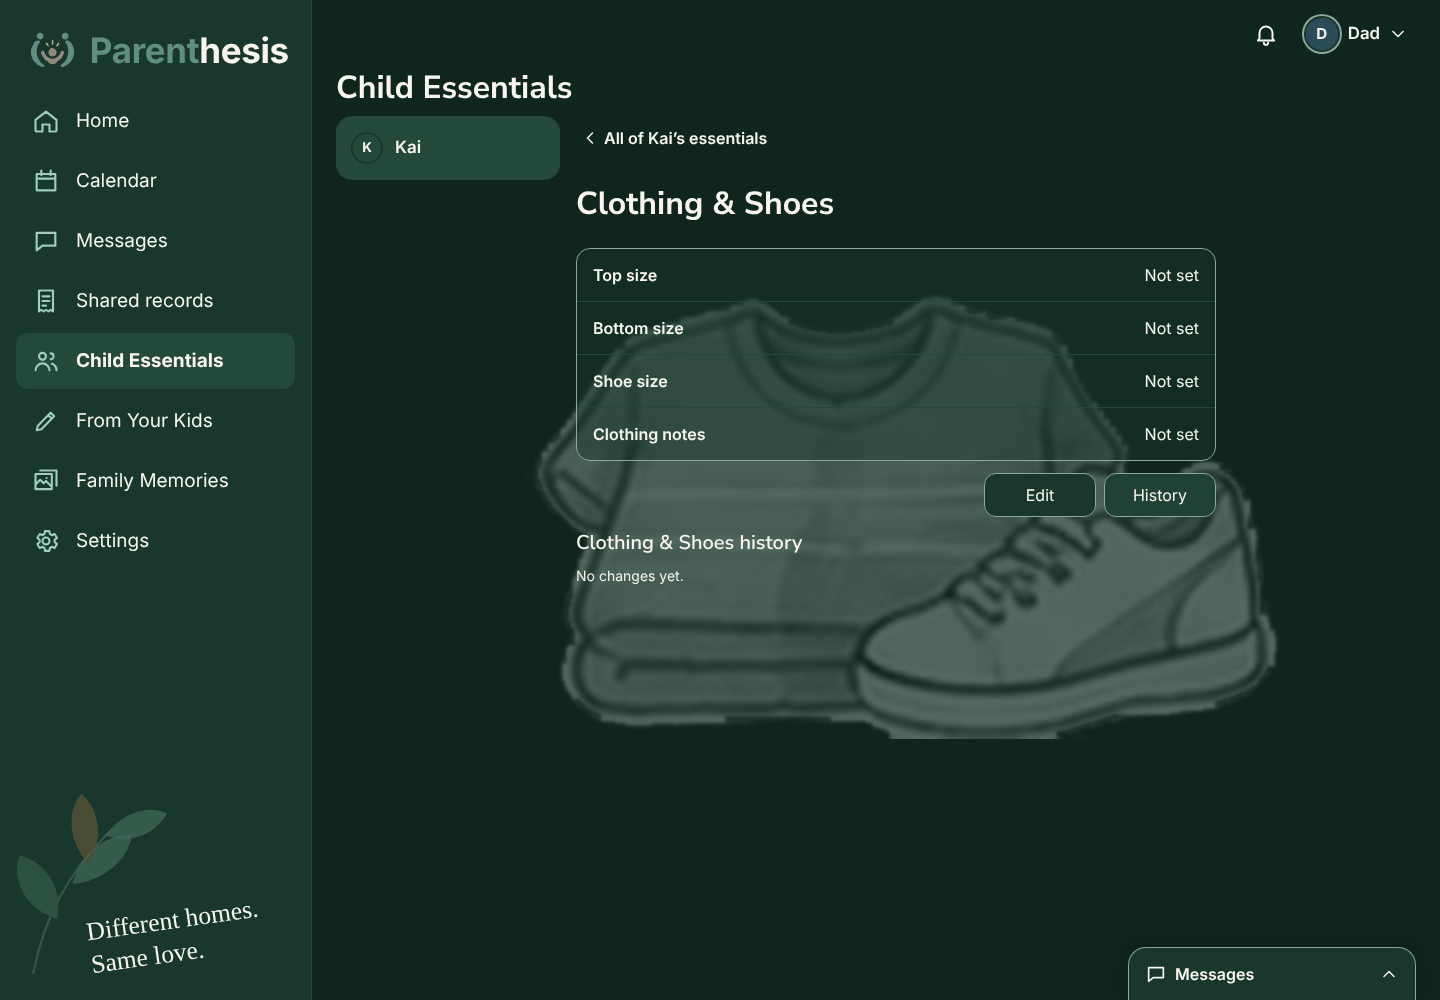 Parenthesis
Home
Calendar
Messages
Shared records
Child Essentials
From Your Kids
Family Memories
Settings
Different homes.
Same love.
D Dad
Child Essentials
K Kai
All of Kai’s essentials
Clothing & Shoes
Top size Not set
Bottom size Not set
Shoe size Not set
Clothing notes Not set
Edit History
Clothing & Shoes history
No changes yet.
Messages